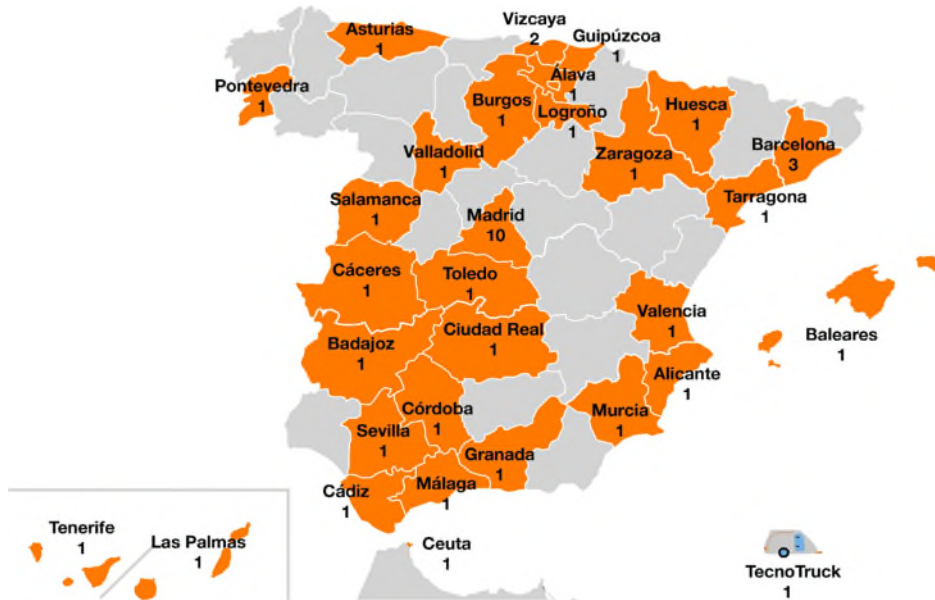 Asturias
1
Vizcaya
2
Guipúzcoa
1
Pontevedra
1
Burgos
1
Álava
1
Logroño
1
Huesca
1
Valladolid
1
Zaragoza
1
Barcelona
3
Tarragona
1
Salamanca
1
Madrid
10
Cáceres
1
Toledo
1
Valencia
1
Baleares
1
Badajoz
1
Ciudad Real
1
Alicante
1
Sevilla
1
Córdoba
1
Murcia
1
Granada
1
Cádiz
1
Málaga
1
Tenerife
1
Las Palmas
1
Ceuta
1
TecnoTruck
1